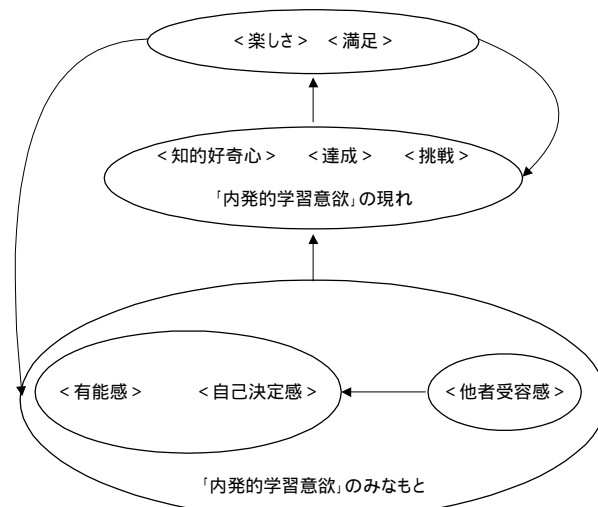 <楽しさ> <満足>
<知的好奇心> <達成> <挑戦>
「内発的学習意欲」の現れ
<有能感> <自己決定感> <他者受容感>
「内発的学習意欲」のみなもと